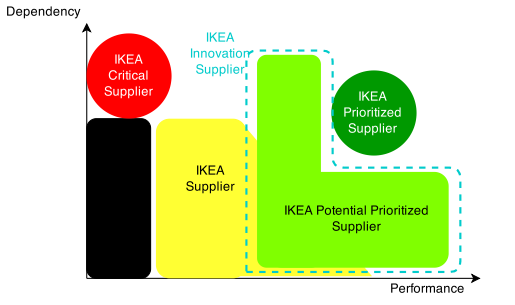 Dependency
IKEA
Critical
Supplier
IKEA
Innovation
Supplier
IKEA
Prioritized
Supplier
IKEA
Supplier
IKEA Potential Prioritized
Supplier
Performance